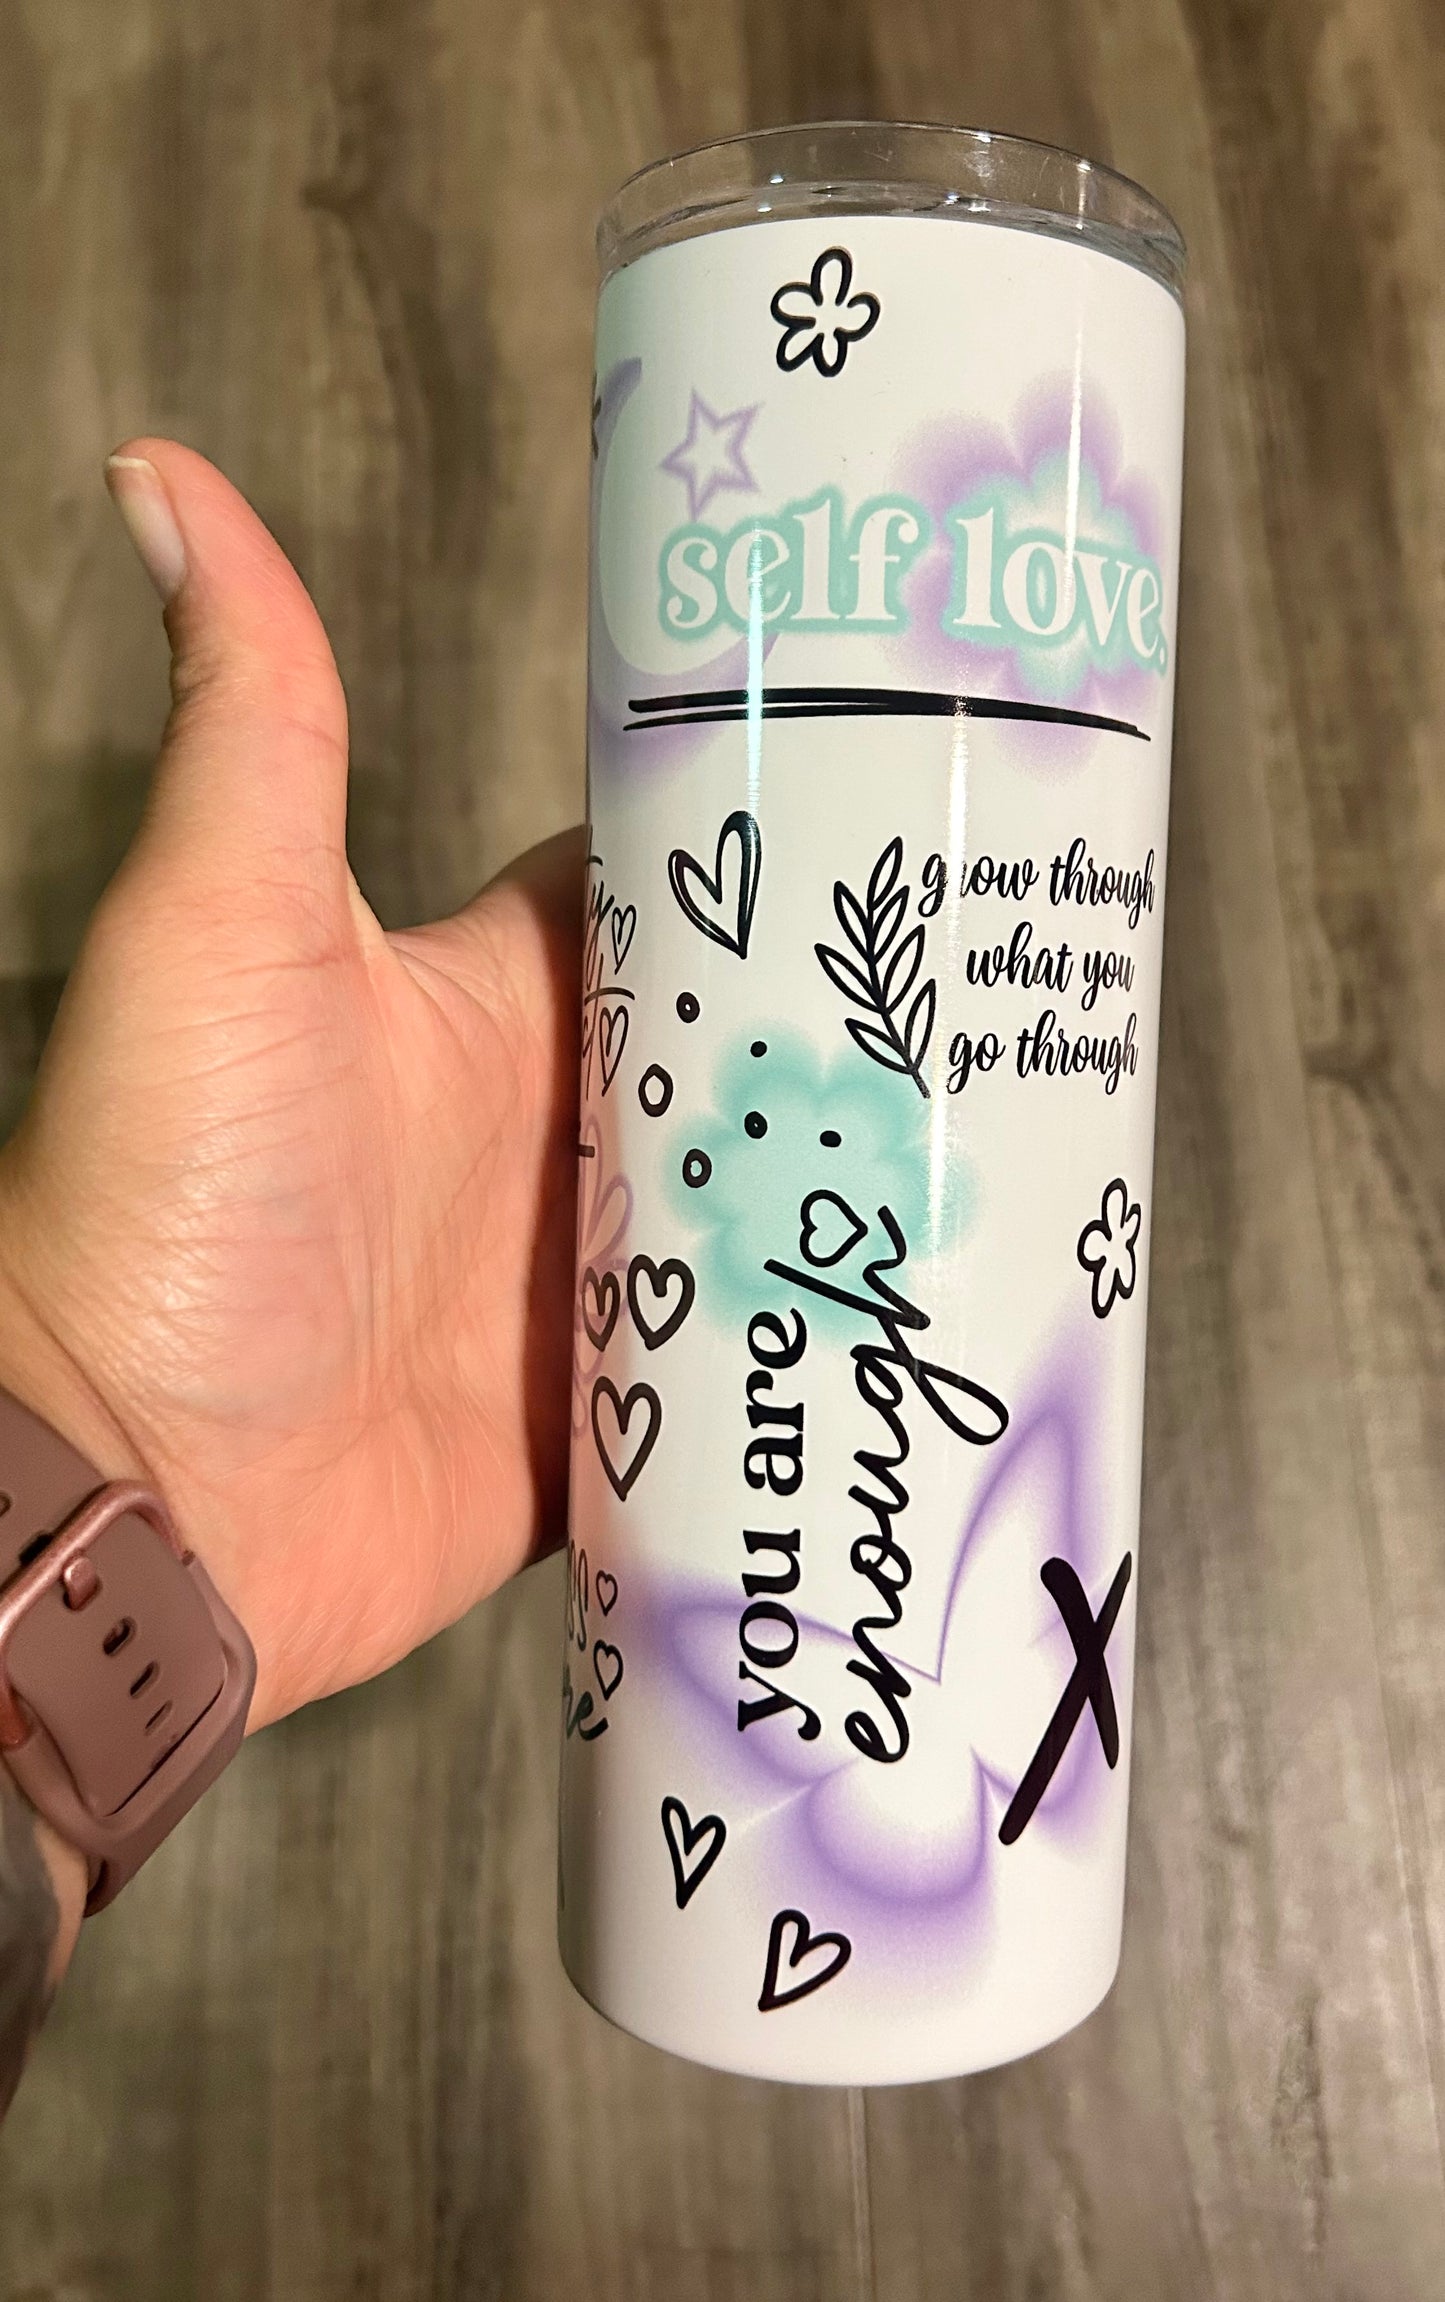 self love.
grow through
what you
go through
you are
enough